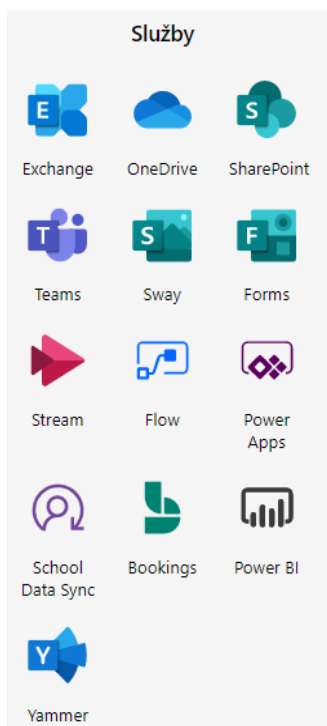 Služby
E
S
Exchange OneDrive SharePoint
T
S
F
Teams Sway Forms
Stream Flow Power
Apps
School Bookings Power BI
Data Sync
Y
Yammer